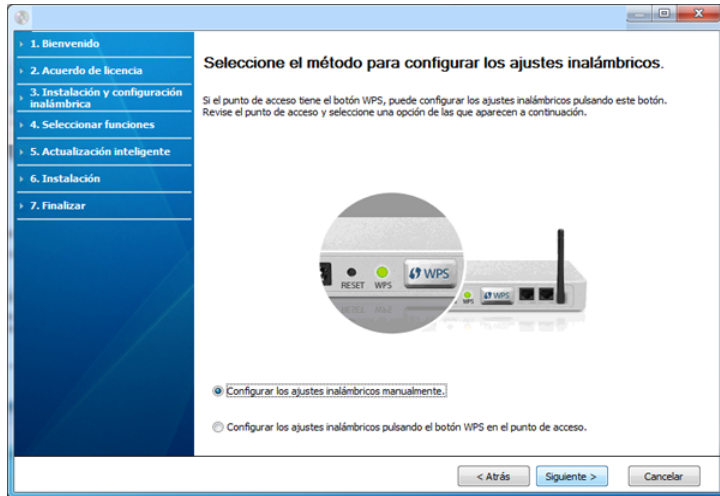 1. Bienvenido
2. Acuerdo de licencia
3. Instalación y configuración
inalámbrica
4. Seleccionar funciones
5. Actualización inteligente
6. Instalación
7. Finalizar
Seleccione el método para configurar los ajustes inalámbricos.
Si el punto de acceso tiene el botón WPS, puede configurar los ajustes inalámbricos pulsando este botón.
Revise el punto de acceso y seleccione una opción de las que aparecen a continuación.
RESET WPS WPS
WPS WPS
Configurar los ajustes inalámbricos manualmente.
Configurar los ajustes inalámbricos pulsando el botón WPS en el punto de acceso.
< Atrás Siguiente > Cancelar